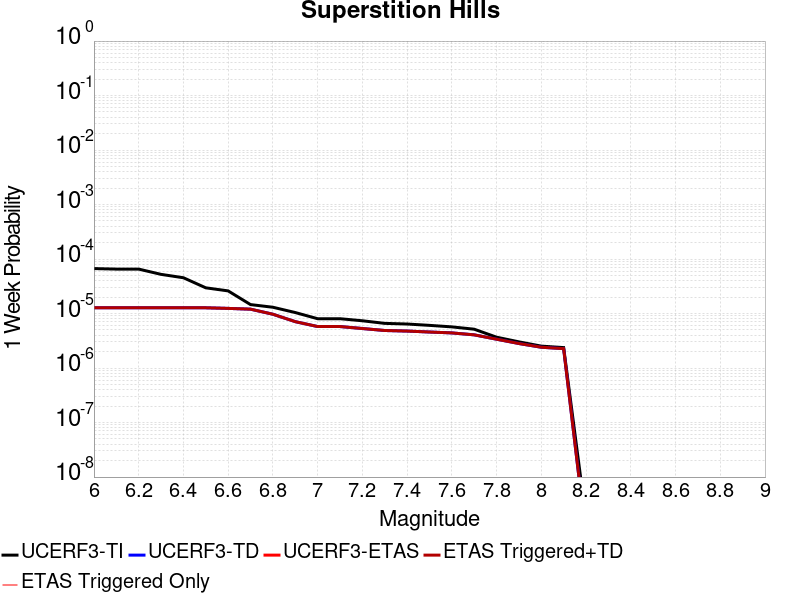 Superstition Hills
10^0
10^-1
10^-2
10^-3
10^-4
10^-5
10^-6
10^-7
10^-8
1 Week Probability
6 6.2 6.4 6.6 6.8 7 7.2 7.4 7.6 7.8 8 8.2 8.4 8.6 8.8 9
Magnitude
UCERF3-TI UCERF3-TD UCERF3-ETAS ETAS Triggered+TD
ETAS Triggered Only